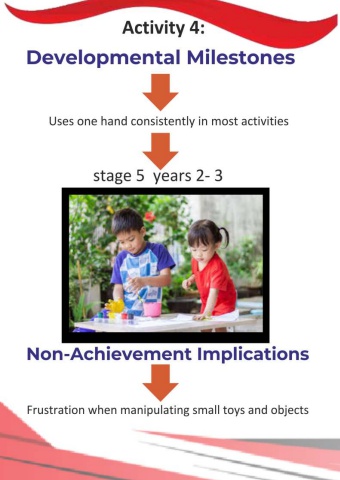 Activity 4:
Developmental Milestones
Uses one hand consistently in most activities
stage 5 years 2- 3
Non-Achievement Implications
Frustration when manipulating small toys and objects